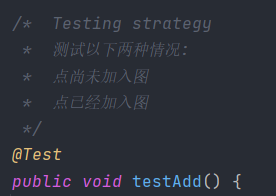 /*  Testing strategy
 *  测试以下两种情况:
 *  点尚未加入图
 *  点已经加入图
 */
@Test
public void testAdd() {